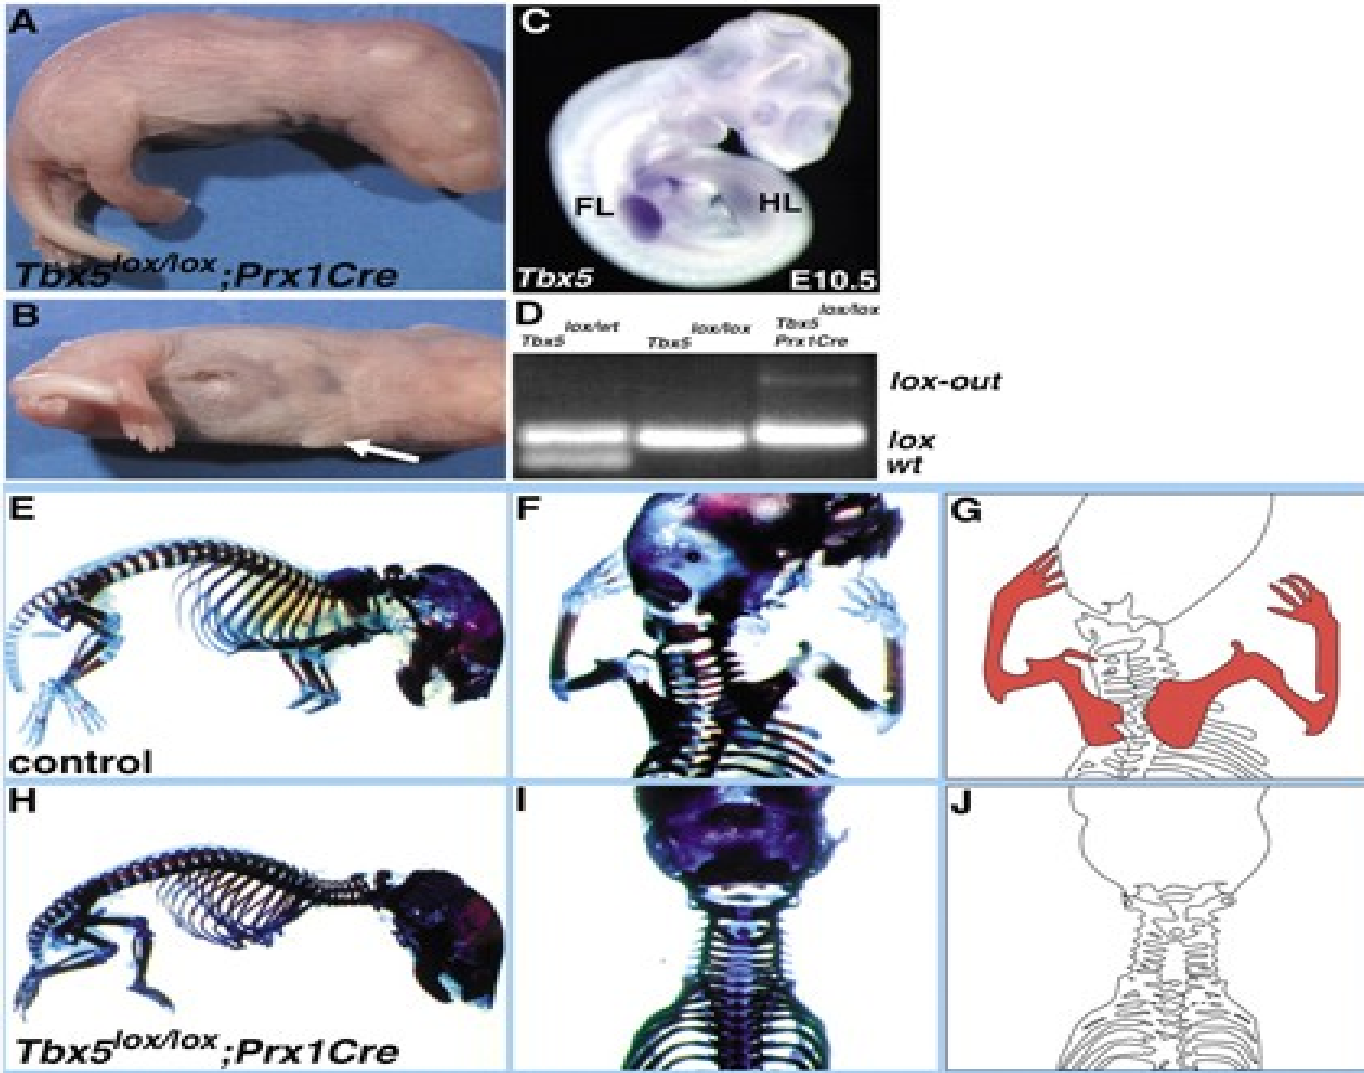 A
Tbx5lox/lox;Prx1Cre
B
C
FL
HL
Tbx5
E10.5
D
Tbx5lox/wt
Tbx5lox/lox
Tbx5lox/lox
Prx1Cre
lox-out
lox
wt
E
control
F
G
H
Tbx5lox/lox;Prx1Cre
I
J